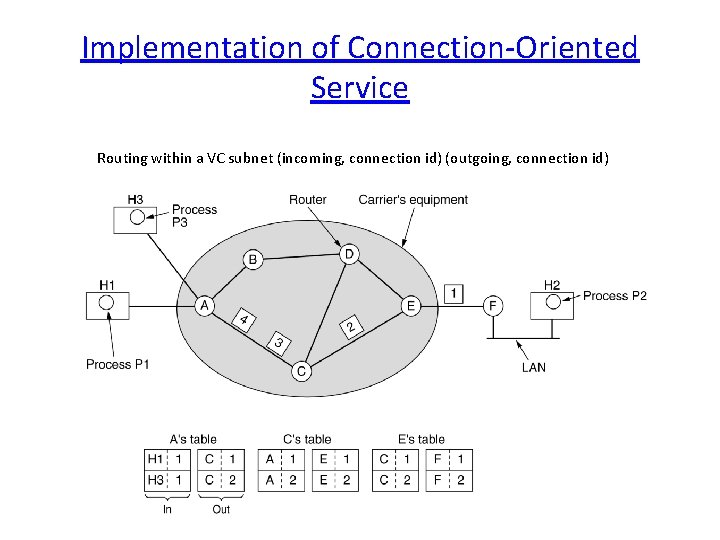 Implementation of Connection-Oriented
Service
Routing within a VC subnet (incoming, connection id) (outgoing, connection id)
H3
Process
P3
Router
Carrier's equipment
B
D
H1
A
E
1
F
H2
Process P2
4
3
2
C
Process P1
LAN
A's table
C's table
E's table
H1 1 C 1 A 1 E 1 C 1 F 1
H3 1 C 2 A 2 E 2 C 2 F 2
In
Out